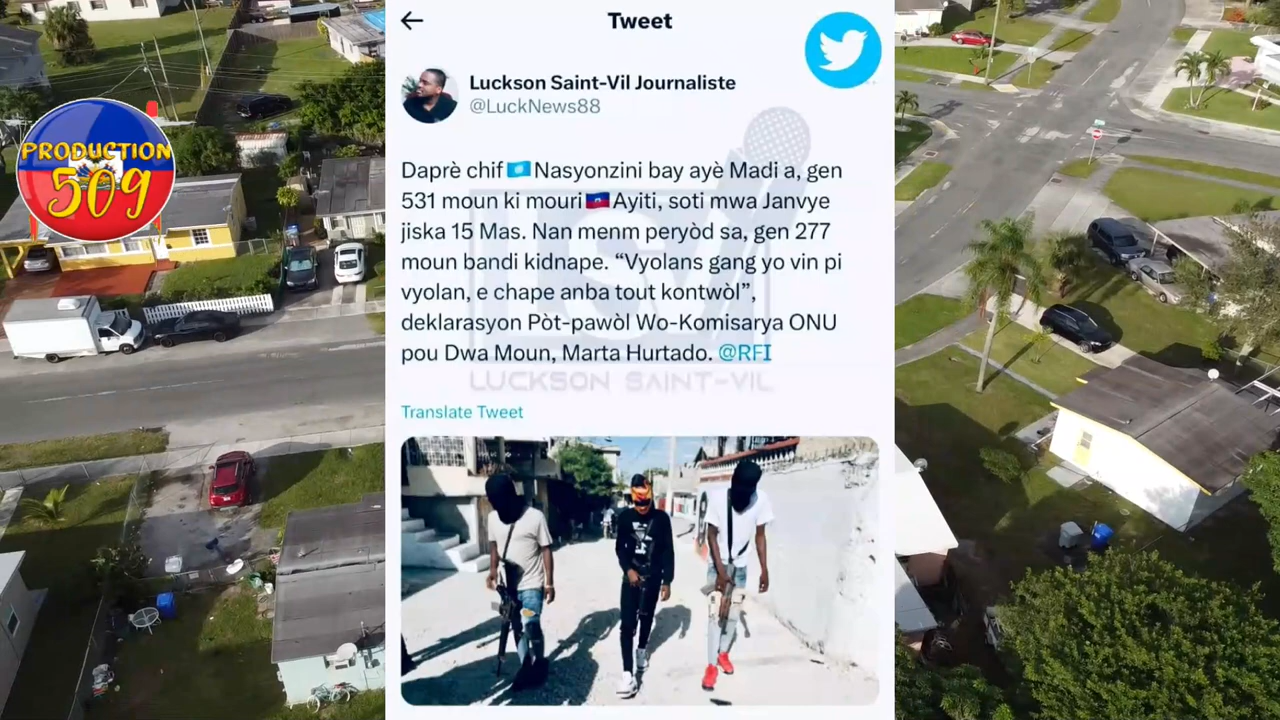 Tweet
PRODUCTION
509
Luckson Saint-Vil Journaliste
@LuckNews88
Daprè chif Nasyonzini bay ayè Madi a, gen
531 moun ki mouri Ayiti, soti mwa Janvye
jiska 15 Mas. Nan menm peryòd sa, gen 277
moun bandi kidnape. “Vyolans gang yo vin pi
vyolan, e chape anba tout kontwòl”,
deklarasyon Pòt-pawòl Wo-Komisarya ONU
pou Dwa Moun, Marta Hurtado. @RFI
LUCKSON SAINT-VIL
Translate Tweet